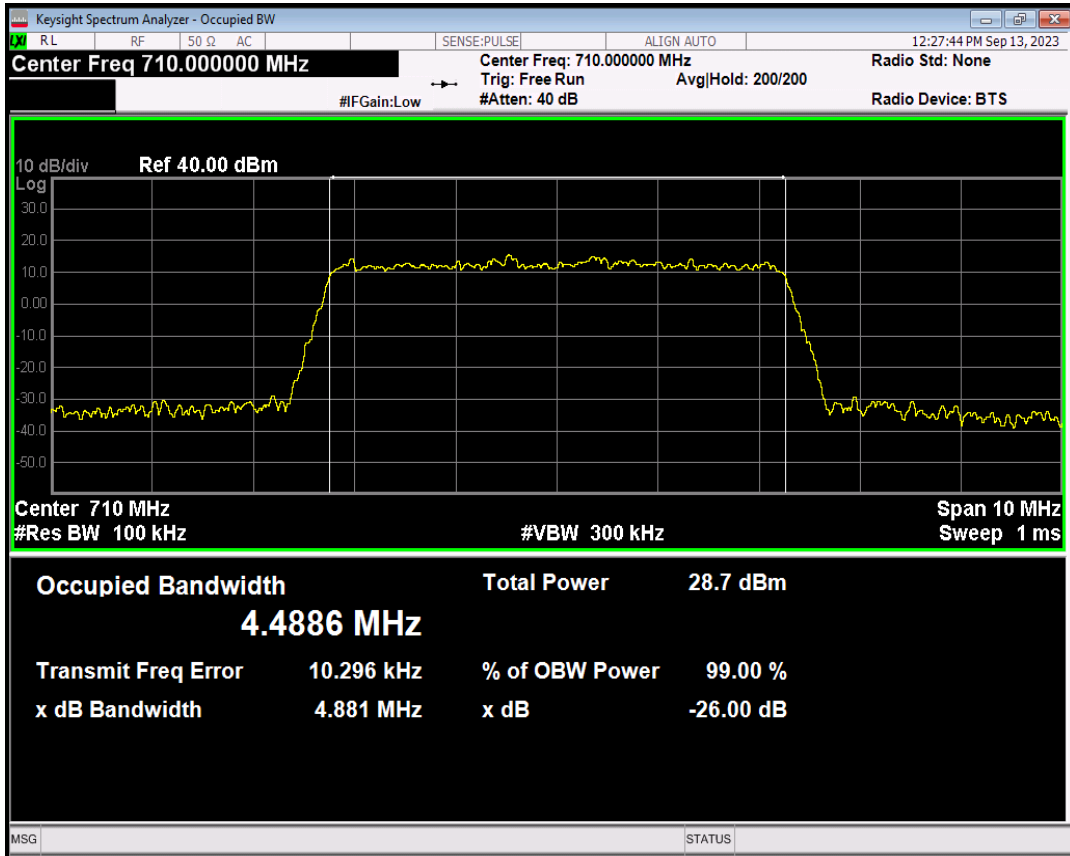 Keysight Spectrum Analyzer - Occupied BW
LXI RL RF 50 Ω AC SENSE:PULSE ALIGN AUTO 12:27:44 PM Sep 13, 2023
Center Freq 710.000000 MHz Center Freq: 710.000000 MHz Radio Std: None
Trig: Free Run Avg|Hold: 200/200
#IFGain:Low #Atten: 40 dB Radio Device: BTS
10 dB/div Ref 40.00 dBm
Log
30.0
20.0
10.0
0.00
-10.0
-20.0
-30.0
-40.0
-50.0
Center 710 MHz Span 10 MHz
#Res BW 100 kHz #VBW 300 kHz Sweep 1 ms
Occupied Bandwidth Total Power 28.7 dBm
4.4886 MHz
Transmit Freq Error 10.296 kHz % of OBW Power 99.00 %
x dB Bandwidth 4.881 MHz x dB -26.00 dB
MSG STATUS